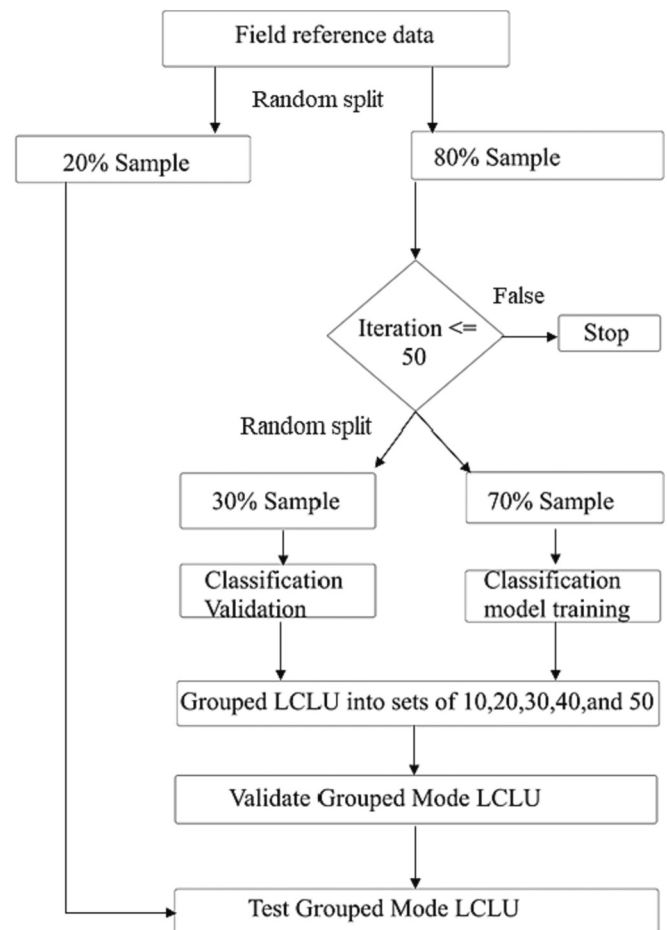 Field reference data
Random split
20% Sample
80% Sample
False
Iteration <=
50
Stop
Random split
30% Sample
70% Sample
Classification
Validation
Classification
model training
Grouped LCLU into sets of 10,20,30,40,and 50
Validate Grouped Mode LCLU
Test Grouped Mode LCLU